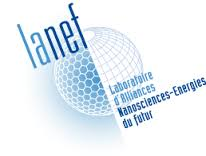 lanef
Laboratoire
d'Alliances
Nanosciences-Energies
du Futur